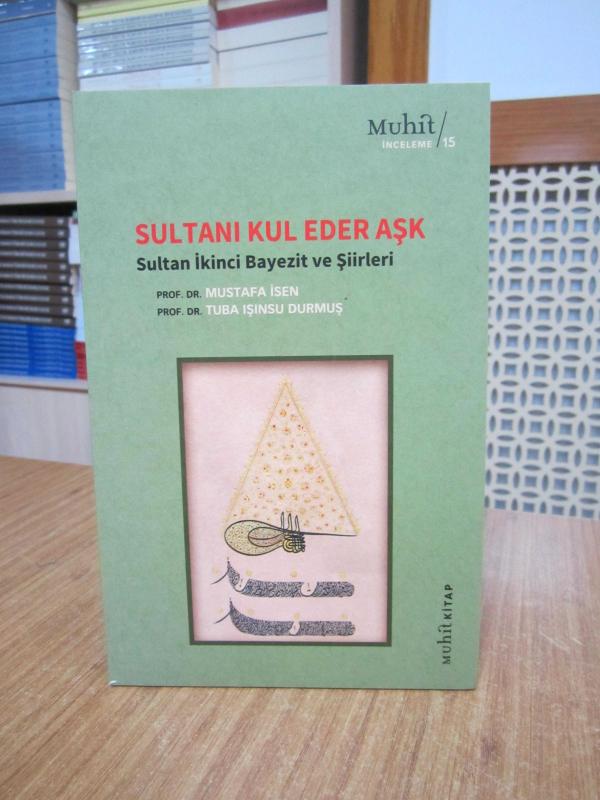 Muhit/15
İNCELEME
SULTANI KUL EDER AŞK
Sultan İkinci Bayezit ve Şiirleri
PROF. DR. MUSTAFA İSEN
PROF. DR. TUBA IŞINSU DURMUŞ
Muhit KİTAP